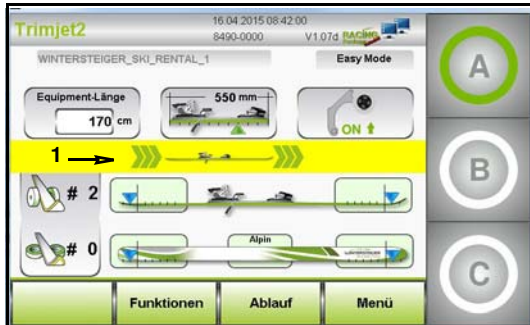 Trimjet2
16.04.2015 08:42:00
8490-0000 V1.07d RACING
WINTERSTEIGER_SKI_RENTAL_1 Easy Mode
Equipment-Länge
170 cm
550 mm
ON
1
# 2
# 0
Alpin
Funktionen Ablauf Menü
A
B
C